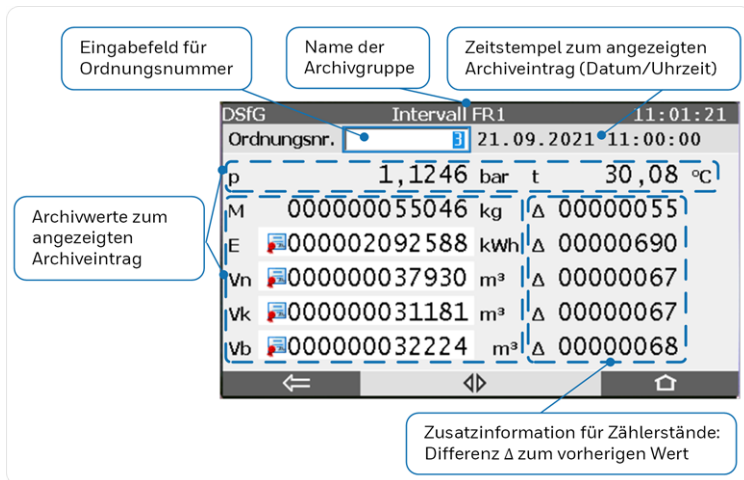 Eingabefeld für
Ordnungsnummer
Name der
Archivgruppe
Zeitstempel zum angezeigten
Archiveintrag (Datum/Uhrzeit)
DSfG Intervall FR1 11:01:21
Ordnungsnr. 3 21.09.2021 11:00:00
p 1,1246 bar t 30,08 °C
M 000000055046 kg Δ 00000055
E 000002092588 kWh Δ 00000690
Vn 000000037930 m³ Δ 00000067
Vk 000000031181 m³ Δ 00000067
Vb 000000032224 m³ Δ 00000068
Archivwerte zum
angezeigten
Archiveintrag
Zusatzinformation für Zählerstände:
Differenz Δ zum vorherigen Wert